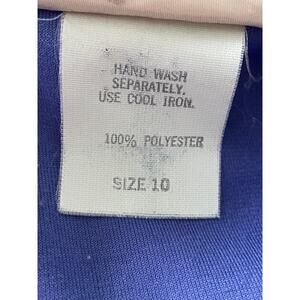 HAND WASH
SEPARATELY.
USE COOL IRON.
100% POLYESTER
SIZE 10